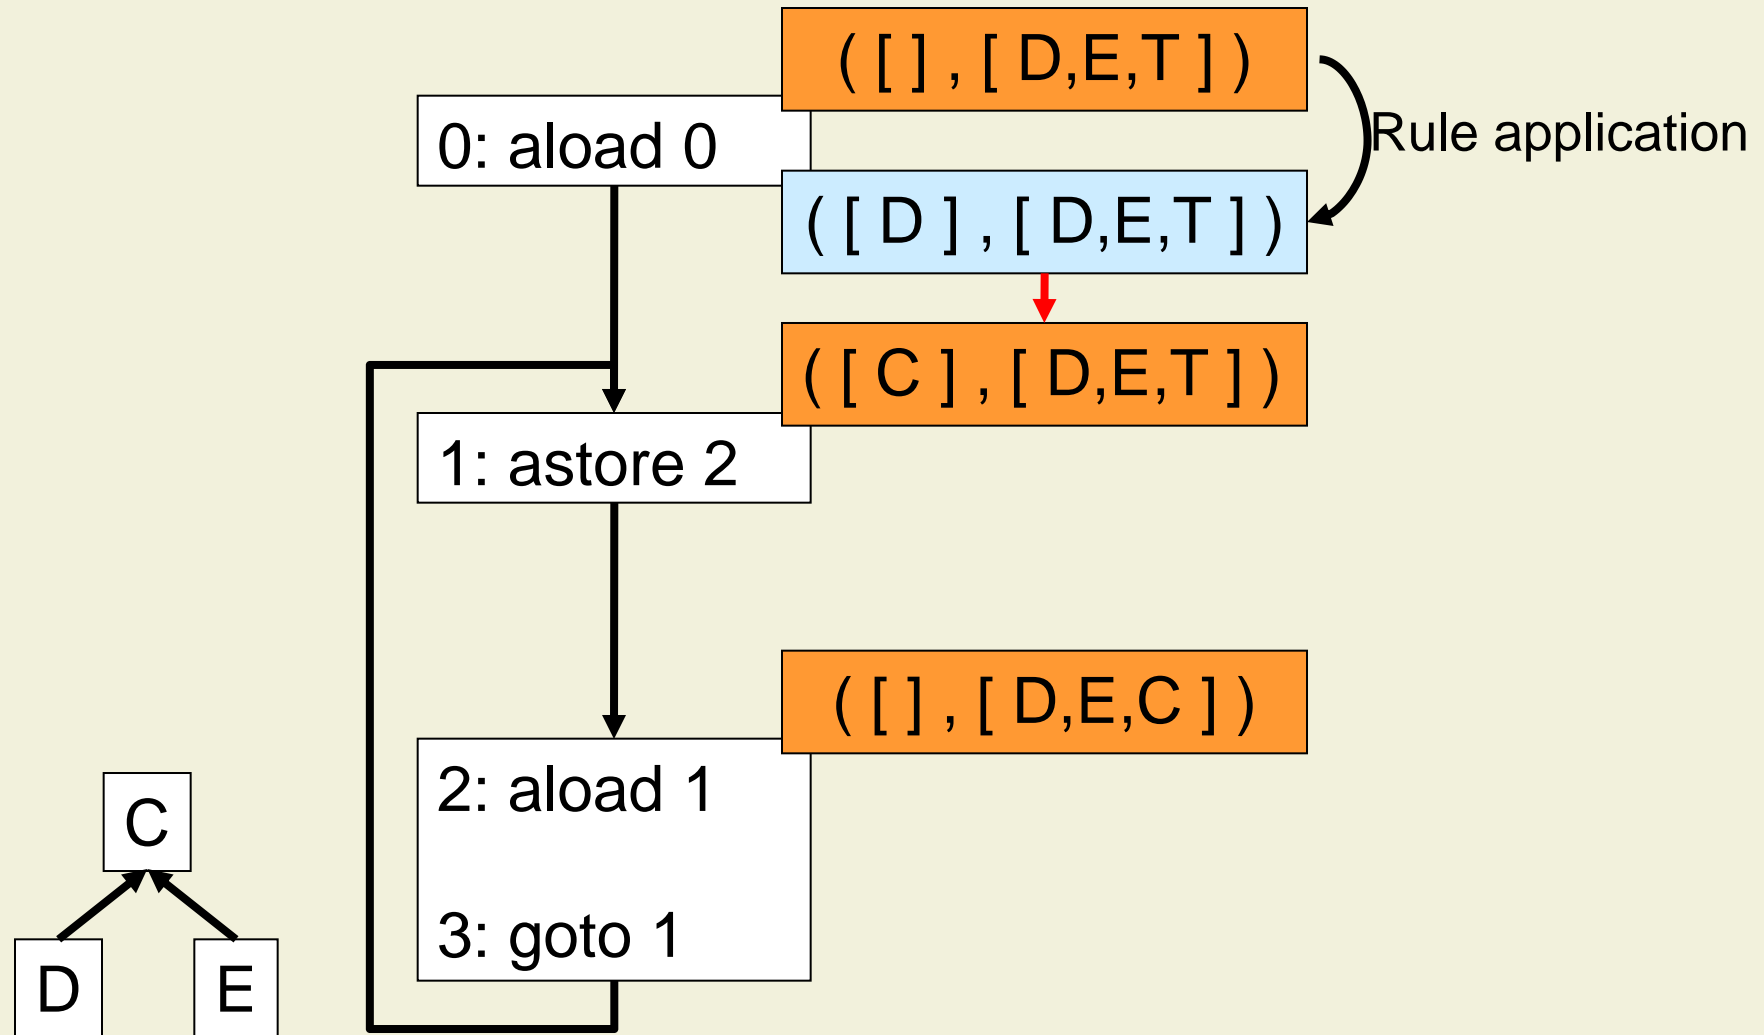 ( [ ] , [ D,E,T ] )
0: aload 0
Rule application
( [ D ] , [ D,E,T ] )
( [ C ] , [ D,E,T ] )
1: astore 2
( [ ] , [ D,E,C ] )
2: aload 1
3: goto 1
C
D E